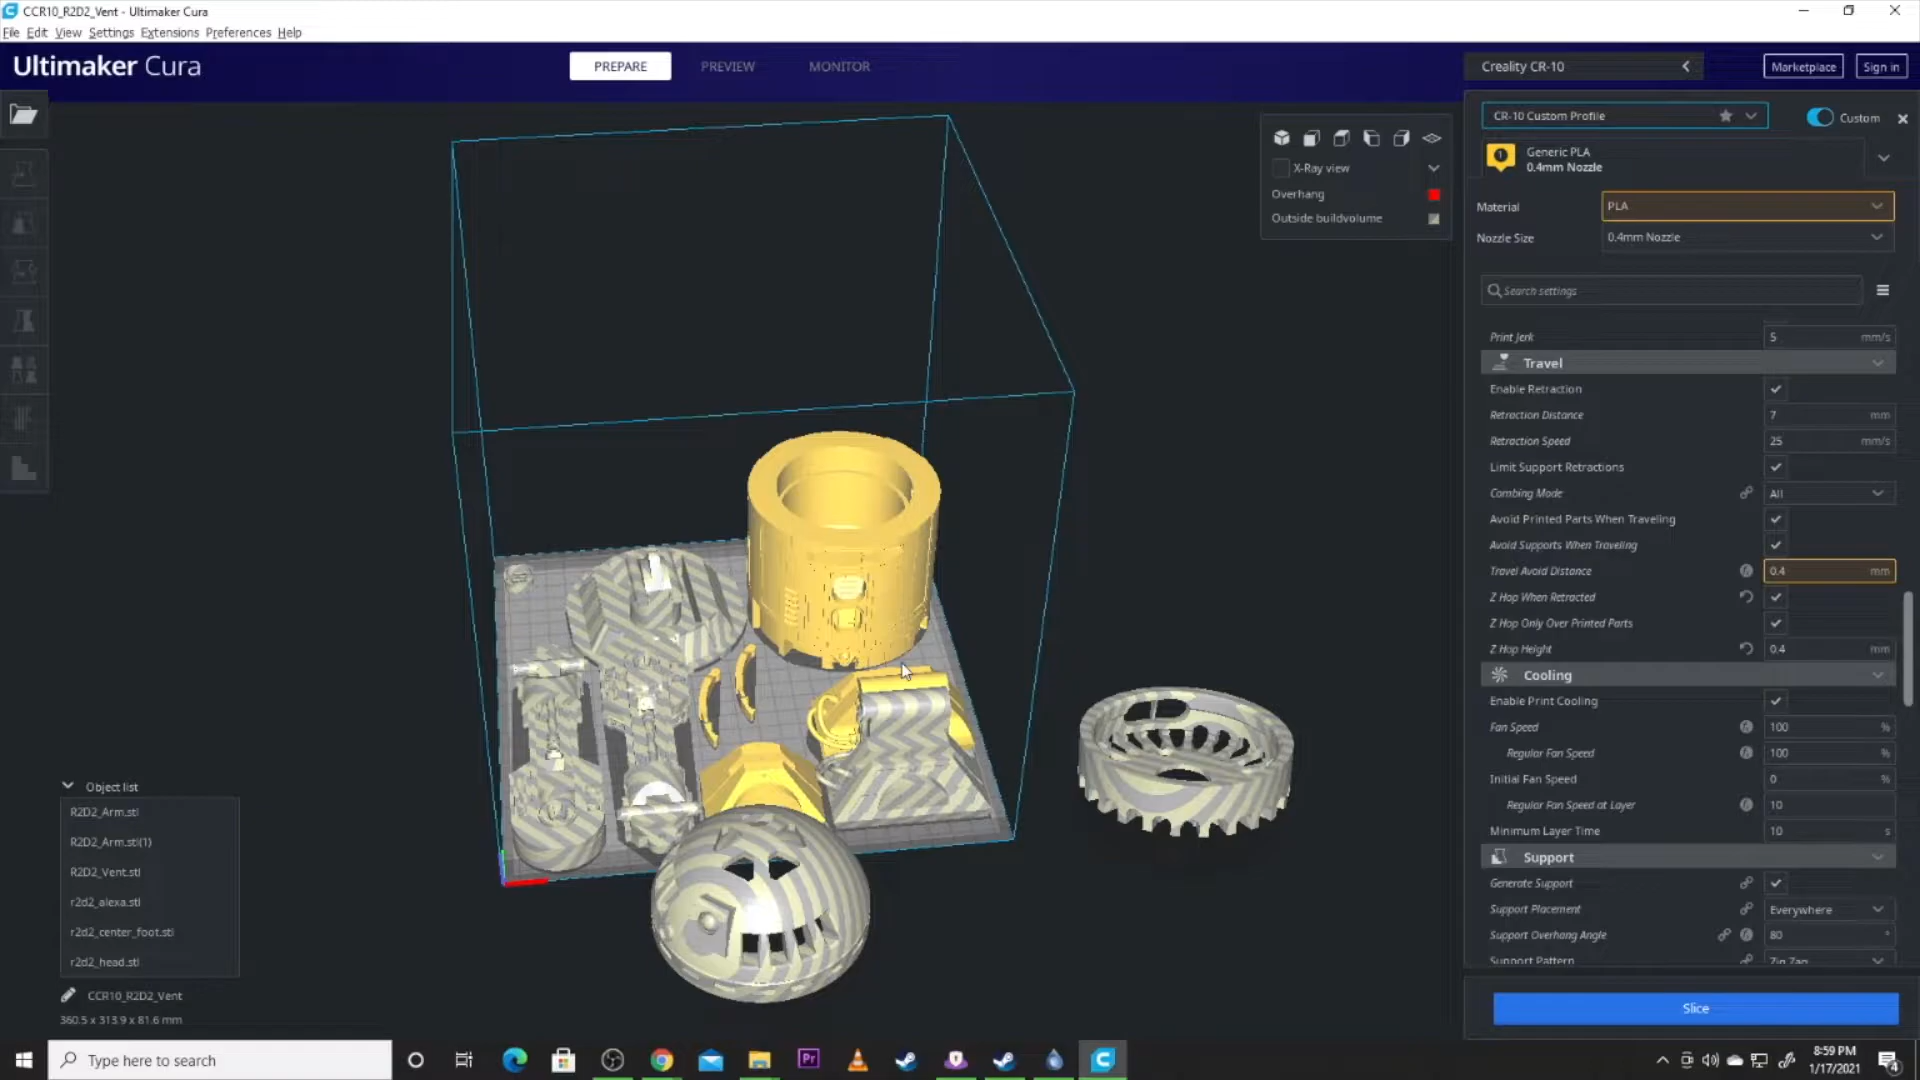 CCR10_R2D2_Vent - Ultimaker Cura
File Edit View Settings Extensions Preferences Help
Ultimaker Cura
PREPARE
PREVIEW
MONITOR
Creality CR-10
Marketplace
Sign in
CR-10 Custom Profile
Custom
1
Generic PLA
0.4mm Nozzle
X-Ray view
Overhang
Outside buildvolume
Material PLA
Nozzle Size 0.4mm Nozzle
Search settings
Print Jerk 5 mm/s
Travel
Enable Retraction
Retraction Distance 7 mm
Retraction Speed 25 mm/s
Limit Support Retractions
Combing Mode All
Avoid Printed Parts When Traveling
Avoid Supports When Traveling
Travel Avoid Distance 0.4 mm
Z Hop When Retracted
Z Hop Only Over Printed Parts
Z Hop Height 0.4 mm
Cooling
Enable Print Cooling
Fan Speed 100 %
Regular Fan Speed 100 %
Initial Fan Speed 0 %
Regular Fan Speed at Layer 10
Minimum Layer Time 10 s
Support
Generate Support
Support Placement Everywhere
Support Overhang Angle 80 °
Support Pattern Zig Zag
Slice
Object list
R2D2_Arm.stl
R2D2_Arm.stl(1)
R2D2_Vent.stl
r2d2_alexa.stl
r2d2_center_foot.stl
r2d2_head.stl
CCR10_R2D2_Vent
360.5 x 313.9 x 81.6 mm
Type here to search
Pr
8:59 PM
1/17/2021
4